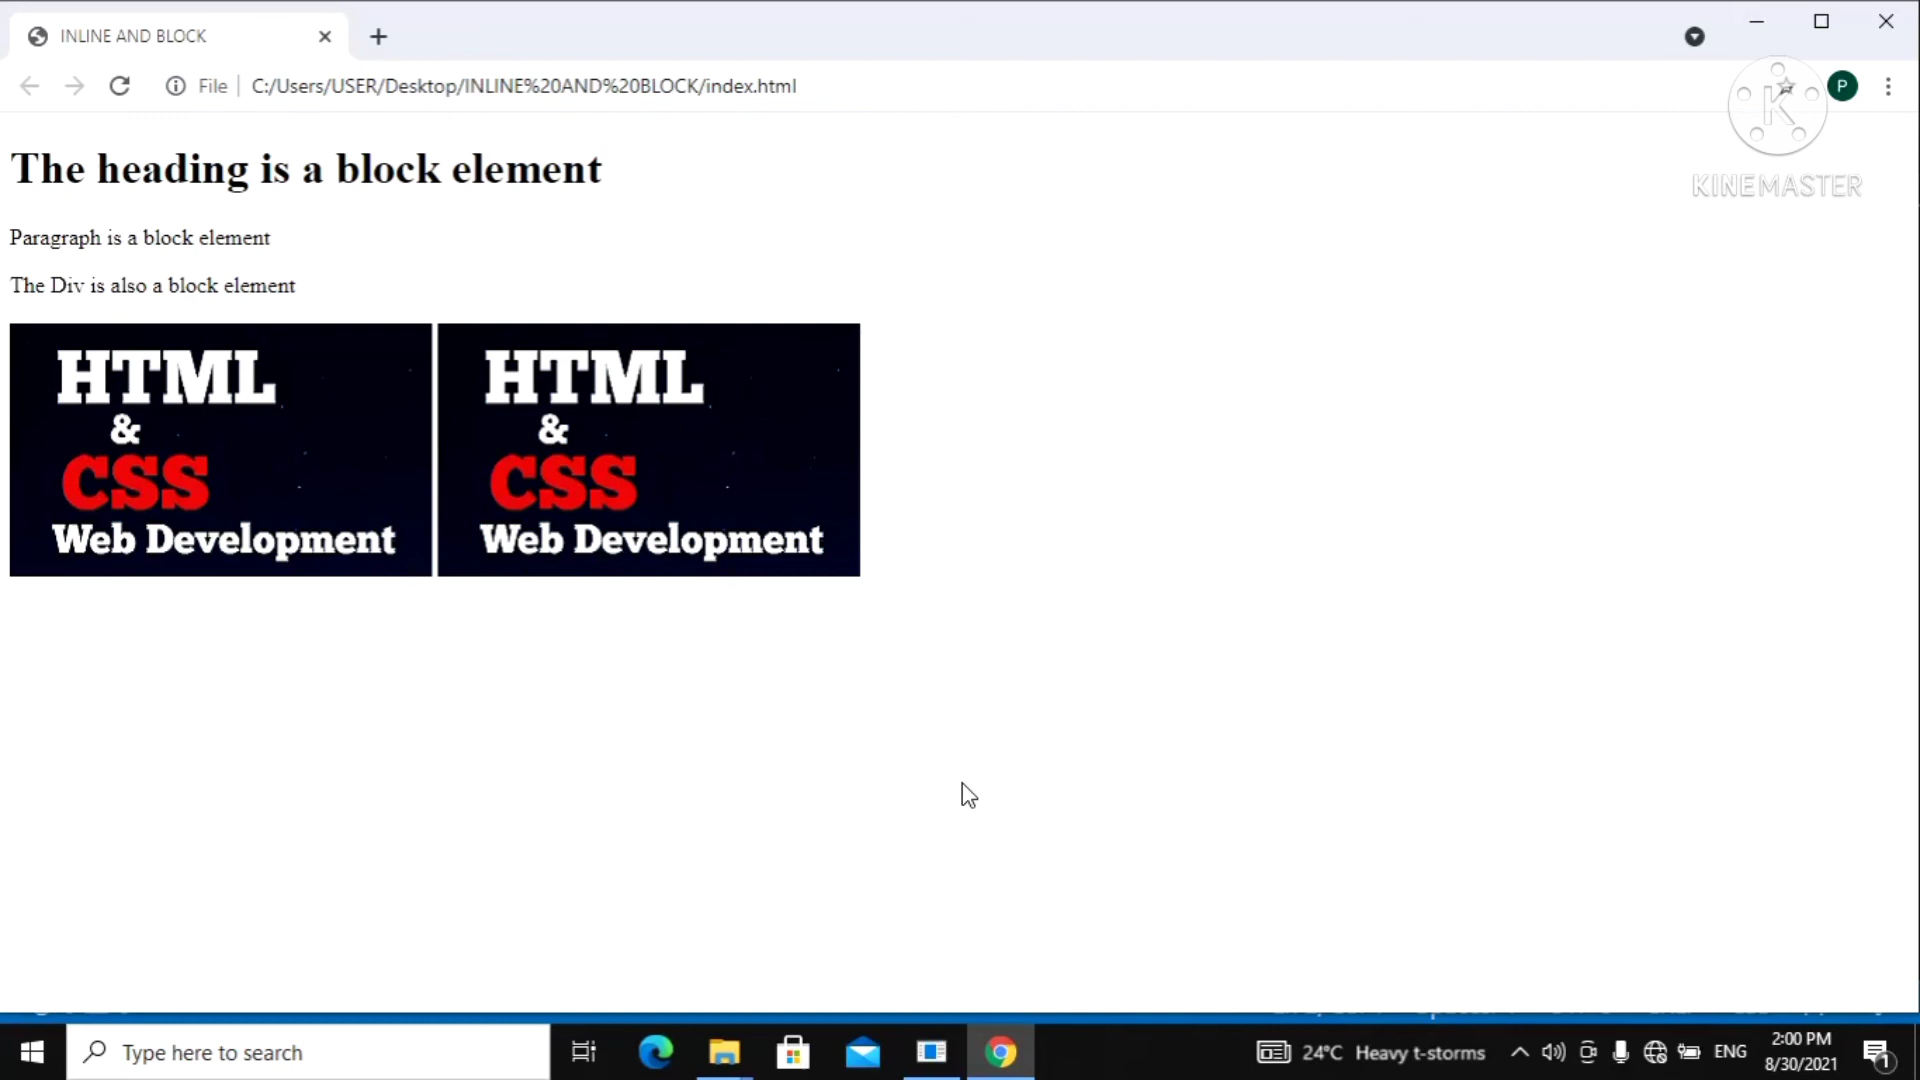 INLINE AND BLOCK
File C:/Users/USER/Desktop/INLINE%20AND%20BLOCK/index.html
P
K
KINEMASTER
The heading is a block element
Paragraph is a block element
The Div is also a block element
HTML
&
CSS
Web Development
HTML
&
CSS
Web Development
Type here to search
24°C Heavy t-storms
ENG
2:00 PM
8/30/2021
1